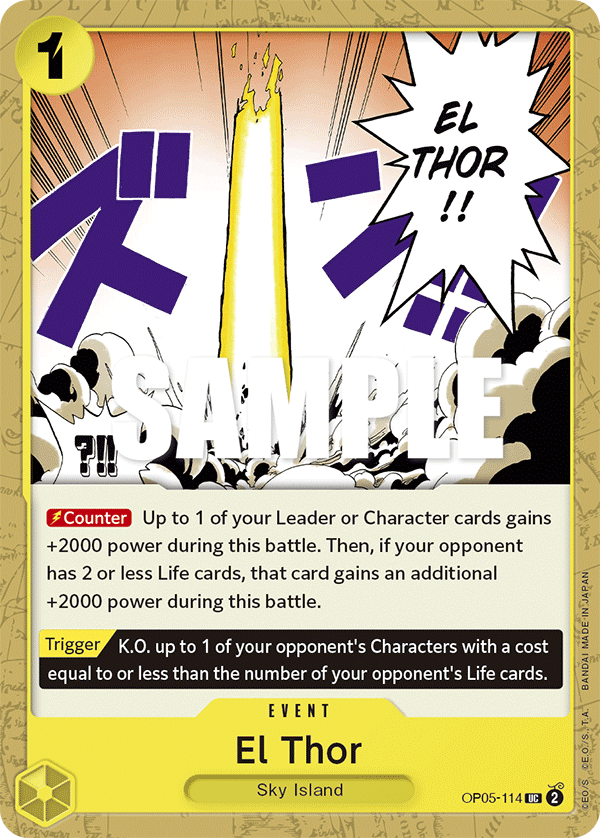 1
EL
THOR
!!
ズン
?!!
SAMPLE
Counter Up to 1 of your Leader or Character cards gains
+2000 power during this battle. Then, if your opponent
has 2 or less Life cards, that card gains an additional
+2000 power during this battle.
Trigger K.O. up to 1 of your opponent's Characters with a cost
equal to or less than the number of your opponent's Life cards.
EVENT
El Thor
Sky Island
OP05-114 UC 2
©E.O./S. ©E.O./S.,T.A. BANDAI MADE IN JAPAN